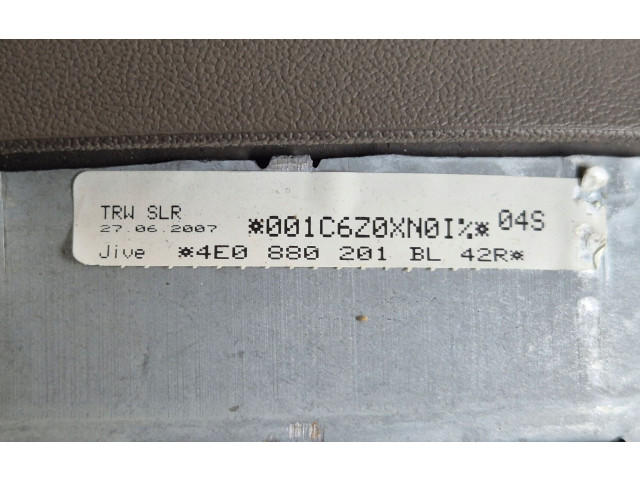 TRW SLR
27.06.2007 *001C6Z0XN0I%* 04S
Jive *4E0 880 201 BL 42R*